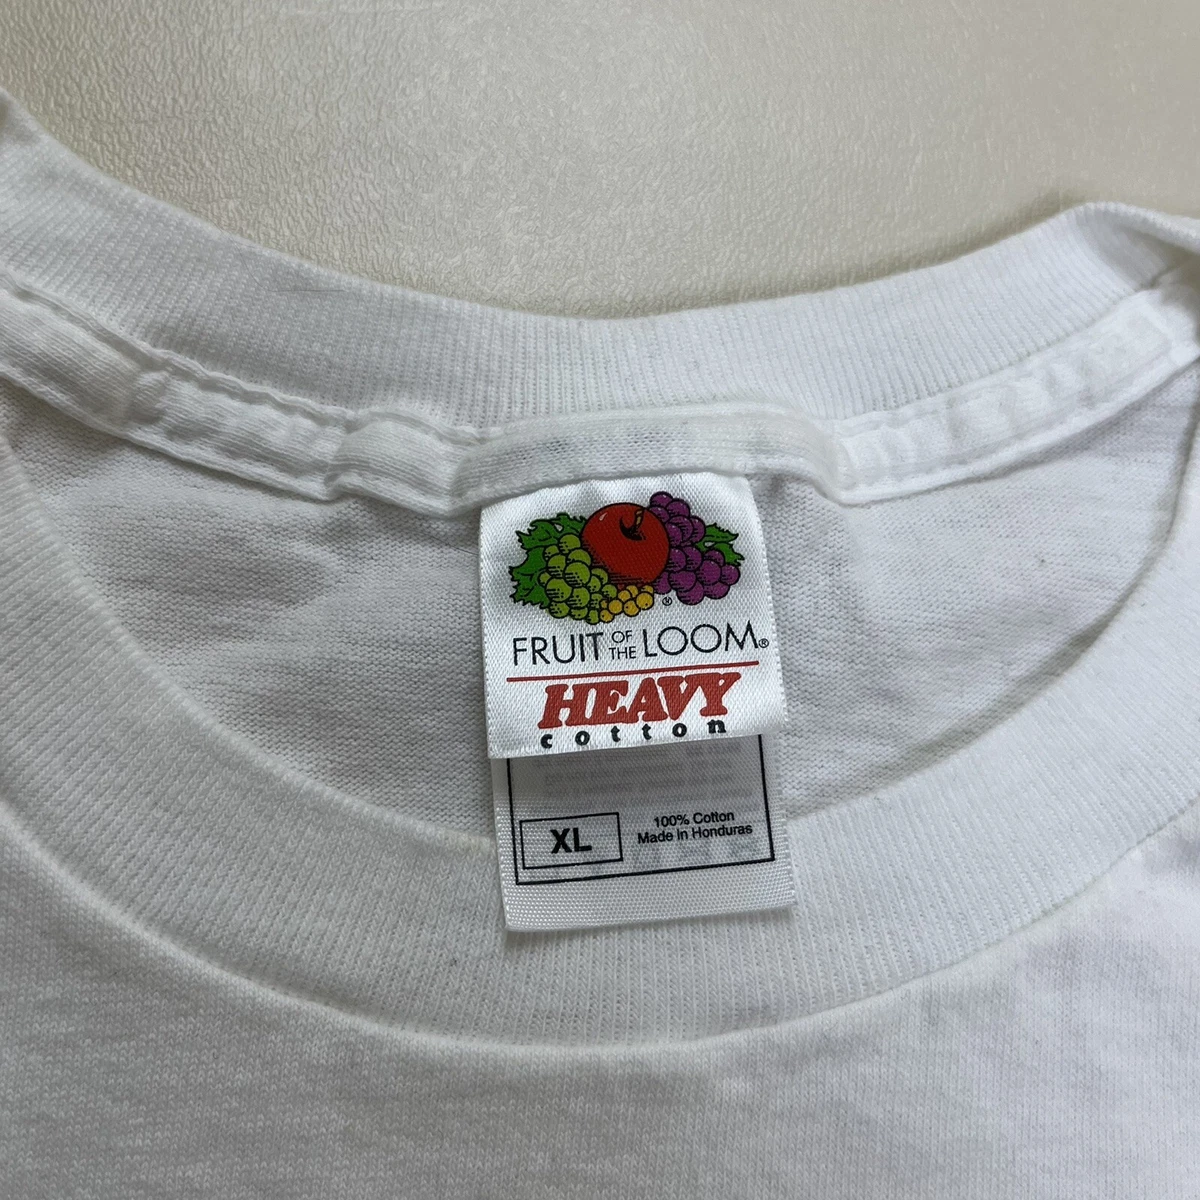 FRUIT OF THE LOOM®
HEAVY
cotton
XL
100% Cotton
Made in Honduras